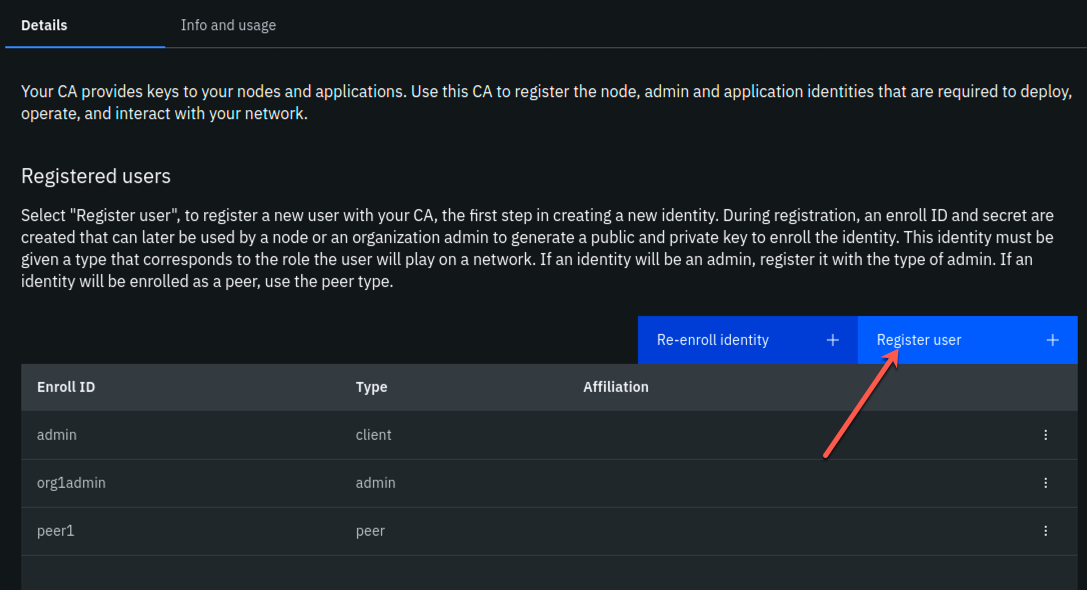 Details
Info and usage
Your CA provides keys to your nodes and applications. Use this CA to register the node, admin and application identities that are required to deploy,
operate, and interact with your network.
Registered users
Select "Register user", to register a new user with your CA, the first step in creating a new identity. During registration, an enroll ID and secret are
created that can later be used by a node or an organization admin to generate a public and private key to enroll the identity. This identity must be
given a type that corresponds to the role the user will play on a network. If an identity will be an admin, register it with the type of admin. If an
identity will be enrolled as a peer, use the peer type.
Re-enroll identity +
Register user +
Enroll ID Type Affiliation
admin client
org1admin admin
peer1 peer